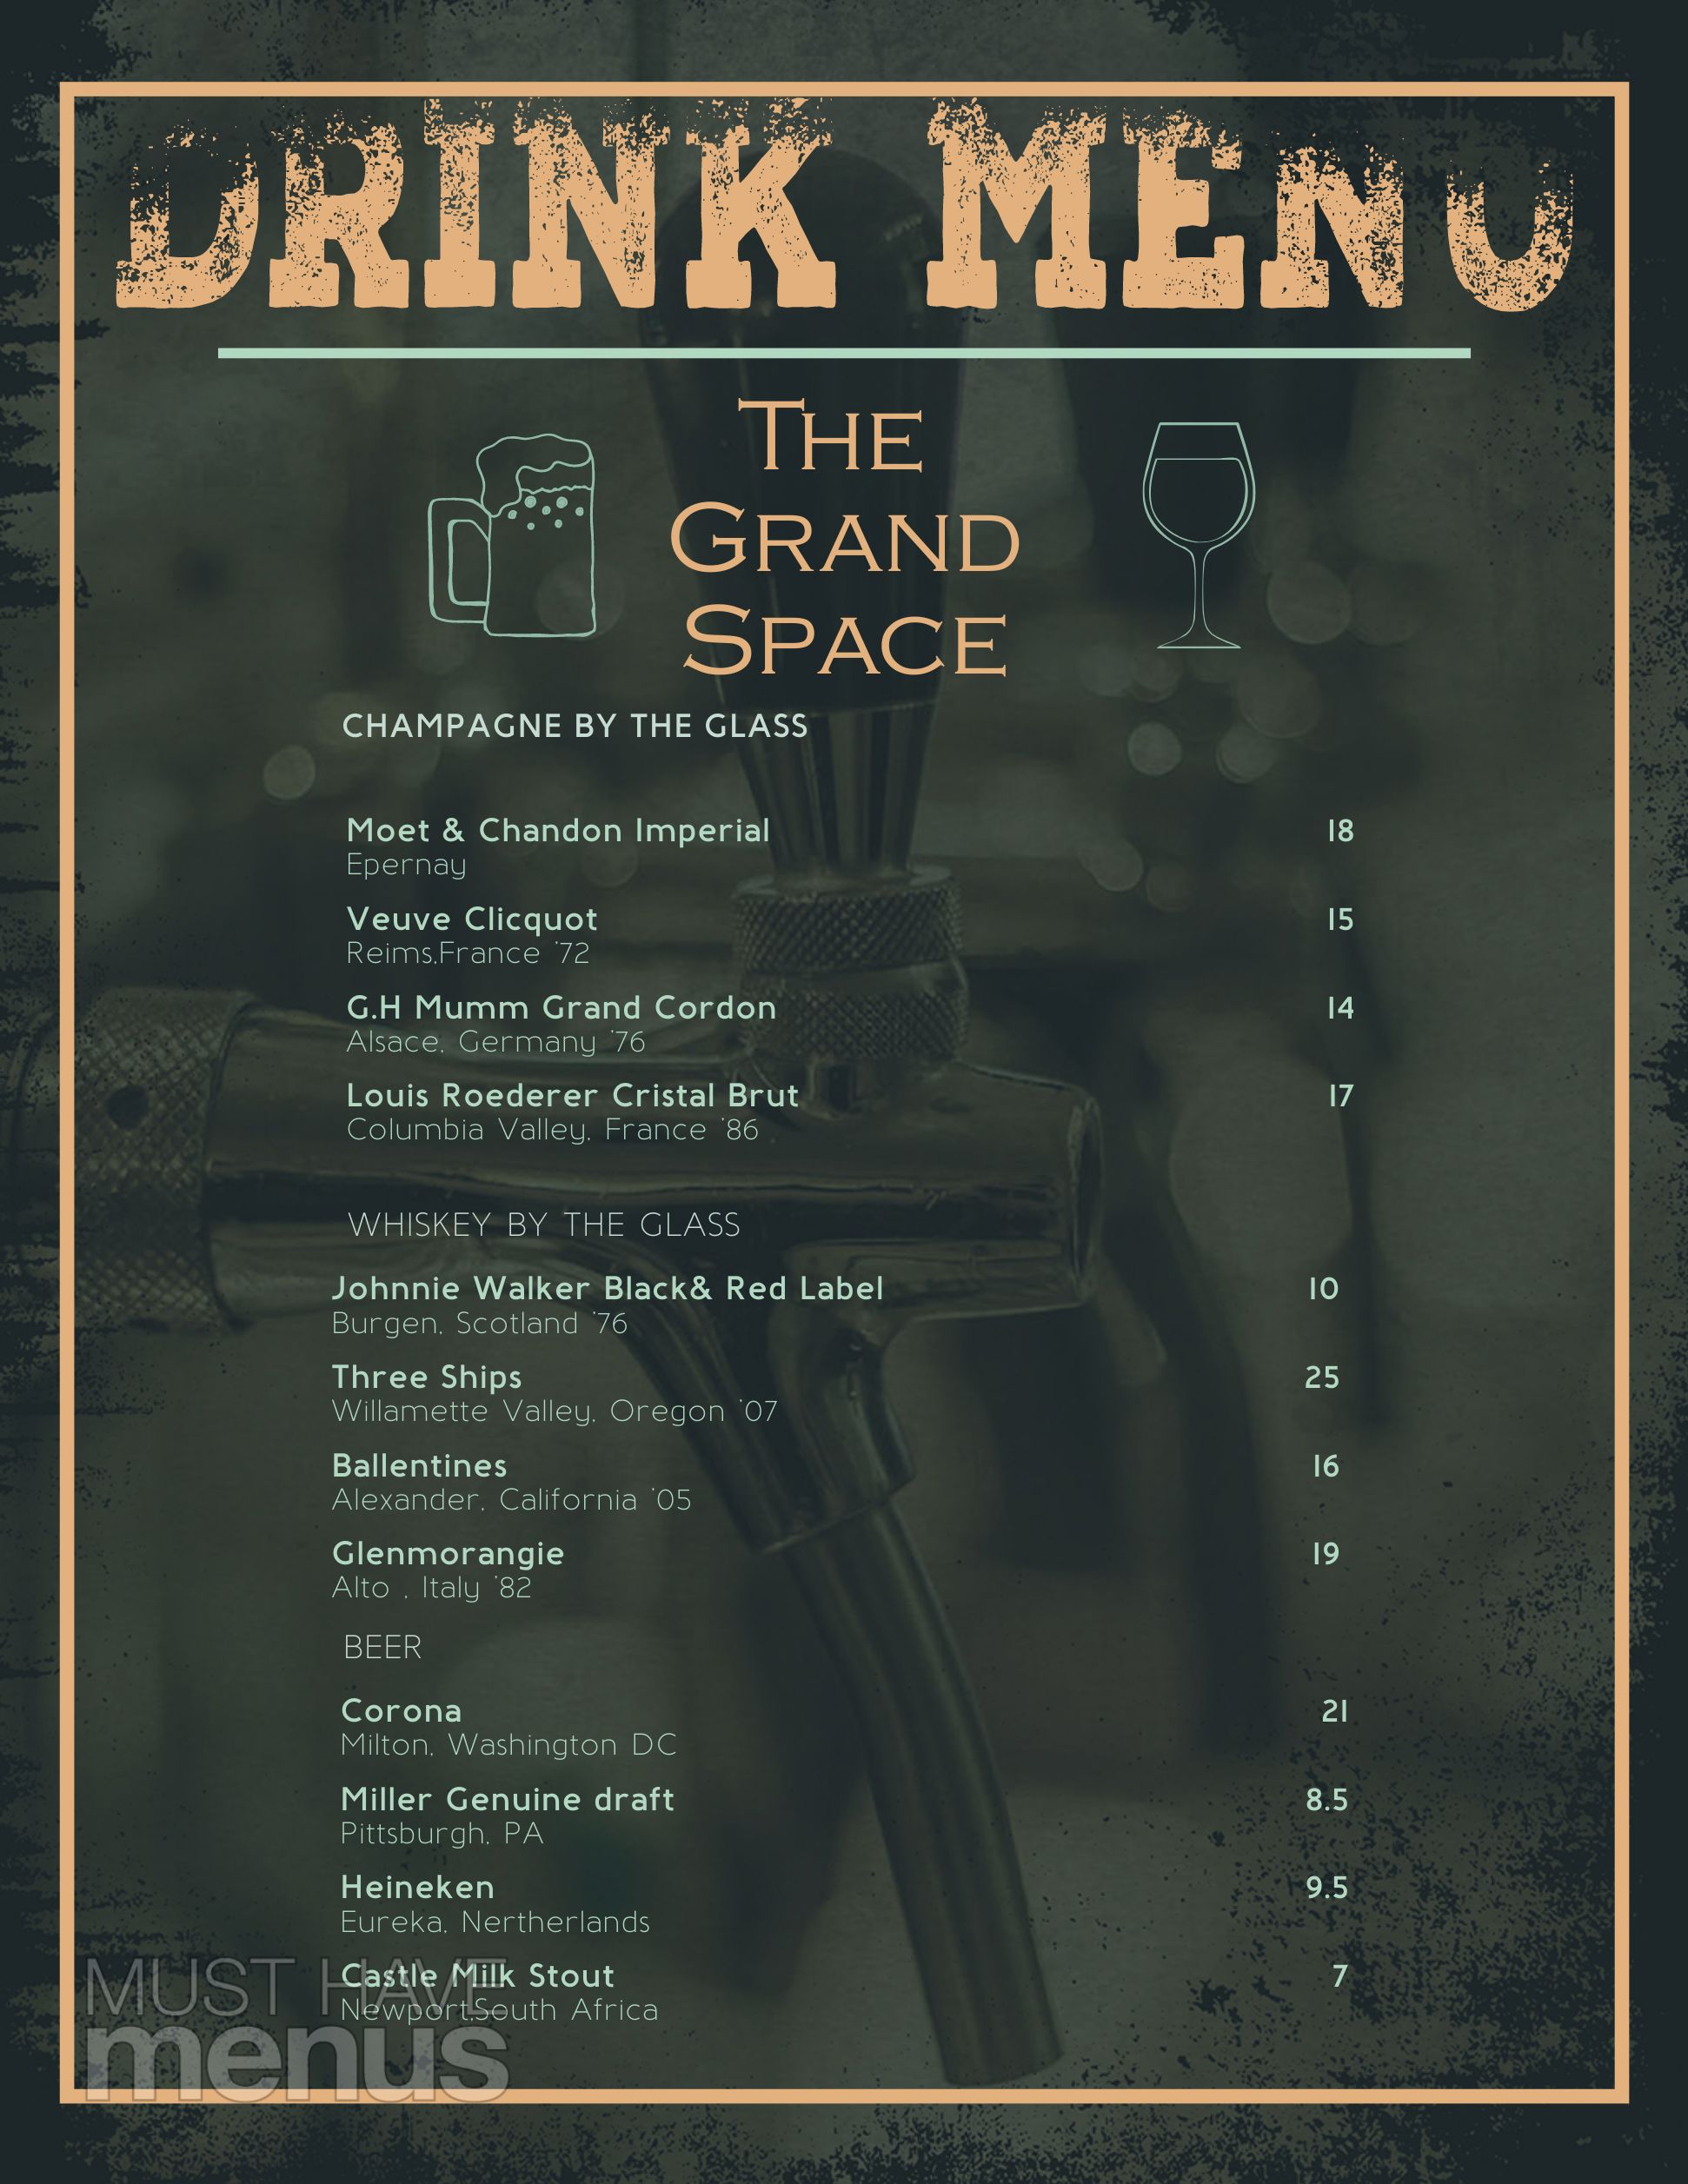 DRINK MENU
THE
GRAND
SPACE
CHAMPAGNE BY THE GLASS
Moet & Chandon Imperial 18
Epernay
Veuve Clicquot 15
Reims,France '72
G.H Mumm Grand Cordon 14
Alsace, Germany '76
Louis Roederer Cristal Brut 17
Columbia Valley, France '86
WHISKEY BY THE GLASS
Johnnie Walker Black& Red Label 10
Burgen, Scotland '76
Three Ships 25
Willamette Valley, Oregon '07
Ballentines 16
Alexander, California '05
Glenmorangie 19
Alto , Italy '82
BEER
Corona 21
Milton, Washington DC
Miller Genuine draft 8.5
Pittsburgh, PA
Heineken 9.5
Eureka, Nertherlands
Castle Milk Stout 7
Newport,South Africa
MUST HAVE
menus